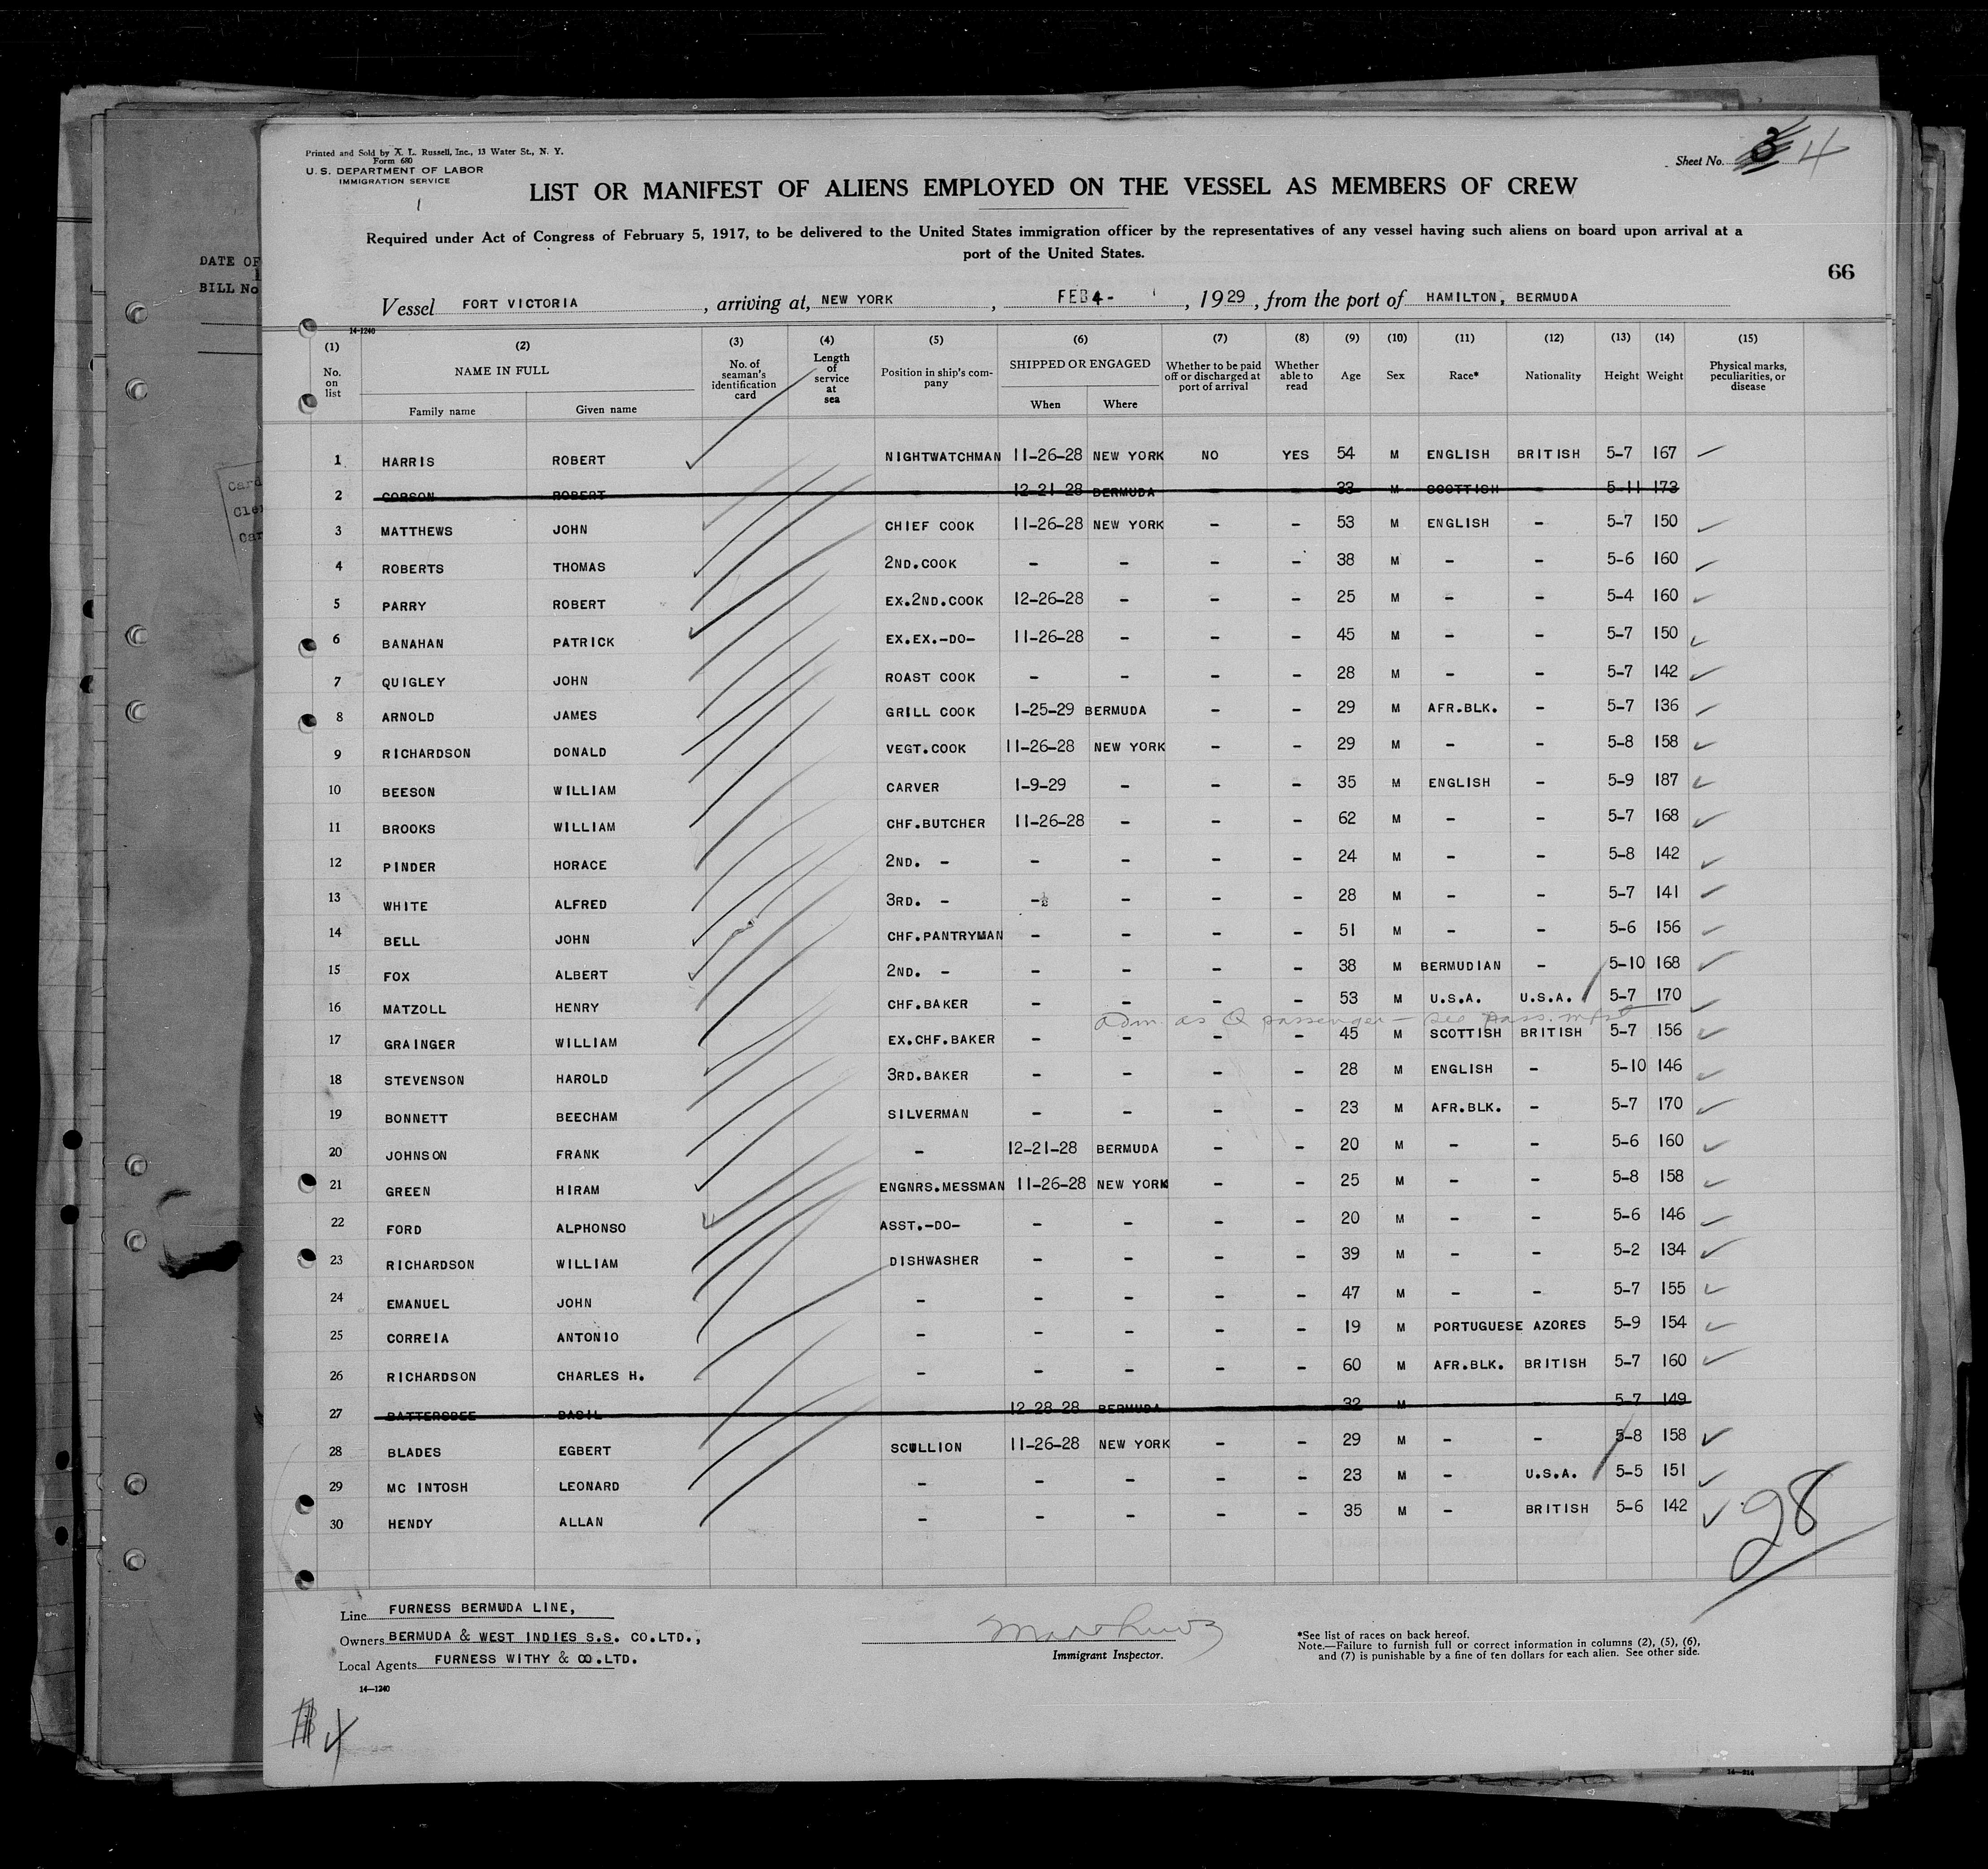 Printed and Sold by A. L. Russell, Inc., 13 Water St., N. Y.
Form 680
U. S. DEPARTMENT OF LABOR
IMMIGRATION SERVICE
Sheet No. 3 4
LIST OR MANIFEST OF ALIENS EMPLOYED ON THE VESSEL AS MEMBERS OF CREW
Required under Act of Congress of February 5, 1917, to be delivered to the United States immigration officer by the representatives of any vessel having such aliens on board upon arrival at a
port of the United States.
DATE OF
BILL No
66
Vessel FORT VICTORIA, arriving at, NEW YORK, FEB 4-, 1929, from the port of HAMILTON, BERMUDA
14-1240
(1) No. on list (2) NAME IN FULL Family name Given name (3) No. of seaman's identification card (4) Length of service at sea (5) Position in ship's company (6) SHIPPED OR ENGAGED When Where (7) Whether to be paid off or discharged at port of arrival (8) Whether able to read (9) Age (10) Sex (11) Race* (12) Nationality (13) Height (14) Weight (15) Physical marks, peculiarities, or disease
1 HARRIS ROBERT NIGHTWATCHMAN 11-26-28 NEW YORK NO YES 54 M ENGLISH BRITISH 5-7 167
2 CORSON ROBERT - 12-21-28 BERMUDA - - 33 M SCOTTISH - 5-11 173
3 MATTHEWS JOHN CHIEF COOK 11-26-28 NEW YORK - - 53 M ENGLISH - 5-7 150
4 ROBERTS THOMAS 2ND.COOK - - - - 38 M - - 5-6 160
5 PARRY ROBERT EX.2ND.COOK 12-26-28 - - - 25 M - - 5-4 160
6 BANAHAN PATRICK EX.EX.-DO- 11-26-28 - - - 45 M - - 5-7 150
7 QUIGLEY JOHN ROAST COOK - - - - 28 M - - 5-7 142
8 ARNOLD JAMES GRILL COOK 1-25-29 BERMUDA - - 29 M AFR.BLK. - 5-7 136
9 RICHARDSON DONALD VEGT.COOK 11-26-28 NEW YORK - - 29 M - - 5-8 158
10 BEESON WILLIAM CARVER 1-9-29 - - - 35 M ENGLISH - 5-9 187
11 BROOKS WILLIAM CHF.BUTCHER 11-26-28 - - - 62 M - - 5-7 168
12 PINDER HORACE 2ND. - - - - - 24 M - - 5-8 142
13 WHITE ALFRED 3RD. - - - - - 28 M - - 5-7 141
14 BELL JOHN CHF.PANTRYMAN - - - - 51 M - - 5-6 156
15 FOX ALBERT 2ND. - - - - - 38 M BERMUDIAN - 5-10 168
16 MATZOLL HENRY CHF.BAKER - - - - 53 M U.S.A. U.S.A. 5-7 170
adm. as Q passenger - see pass. mfst
17 GRAINGER WILLIAM EX.CHF.BAKER - - - - 45 M SCOTTISH BRITISH 5-7 156
18 STEVENSON HAROLD 3RD.BAKER - - - - 28 M ENGLISH - 5-10 146
19 BONNETT BEECHAM SILVERMAN - - - - 23 M AFR.BLK. - 5-7 170
20 JOHNSON FRANK - 12-21-28 BERMUDA - - 20 M - - 5-6 160
21 GREEN HIRAM ENGNRS.MESSMAN 11-26-28 NEW YORK - - 25 M - - 5-8 158
22 FORD ALPHONSO ASST.-DO- - - - - 20 M - - 5-6 146
23 RICHARDSON WILLIAM DISHWASHER - - - - 39 M - - 5-2 134
24 EMANUEL JOHN - - - - - 47 M - - 5-7 155
25 CORREIA ANTONIO - - - - - 19 M PORTUGUESE AZORES 5-9 154
26 RICHARDSON CHARLES H. - - - - - 60 M AFR.BLK. BRITISH 5-7 160
27 BATTERSBEE BASIL - 12-28-28 BERMUDA - - 32 M - - 5-7 149
28 BLADES EGBERT SCULLION 11-26-28 NEW YORK - - 29 M - - 5-8 158
29 MC INTOSH LEONARD - - - - - 23 M - U.S.A. 5-5 151
30 HENDY ALLAN - - - - - 35 M - BRITISH 5-6 142
28
Line FURNESS BERMUDA LINE,
Owners BERMUDA & WEST INDIES S.S. CO.LTD.,
Local Agents FURNESS WITHY & CO.LTD.
14-1240
Immigrant Inspector.
*See list of races on back hereof.
Note.—Failure to furnish full or correct information in columns (2), (5), (6),
and (7) is punishable by a fine of ten dollars for each alien. See other side.